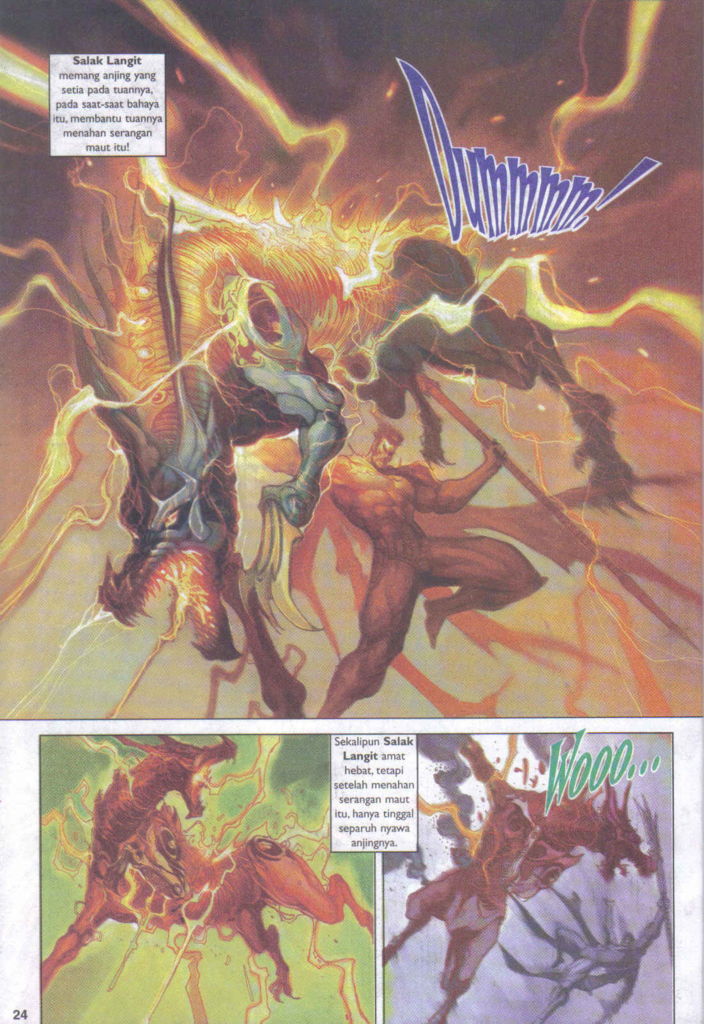 Salak Langit
memang anjing yang
setia pada tuannya,
pada saat-saat bahaya
itu, membantu tuannya
menahan serangan
maut itu!
Dummmmm!
Sekalipun Salak
Langit amat
hebat, tetapi
setelah menahan
serangan maut
itu, hanya tinggal
separuh nyawa
anjingnya.
Wooo...
24